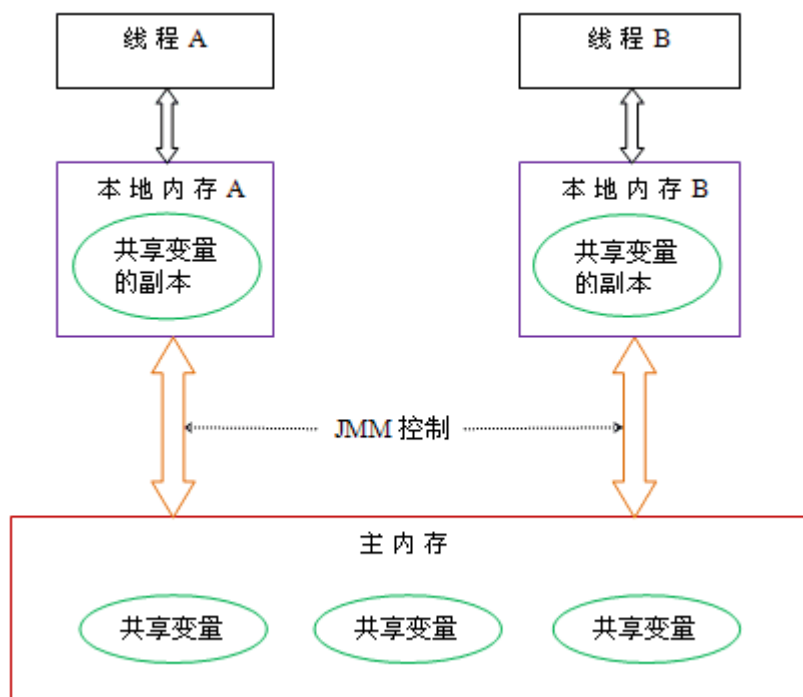 线程 A
线程 B
本地内存 A
本地内存 B
共享变量
的副本
共享变量
的副本
JMM 控制
主内存
共享变量
共享变量
共享变量